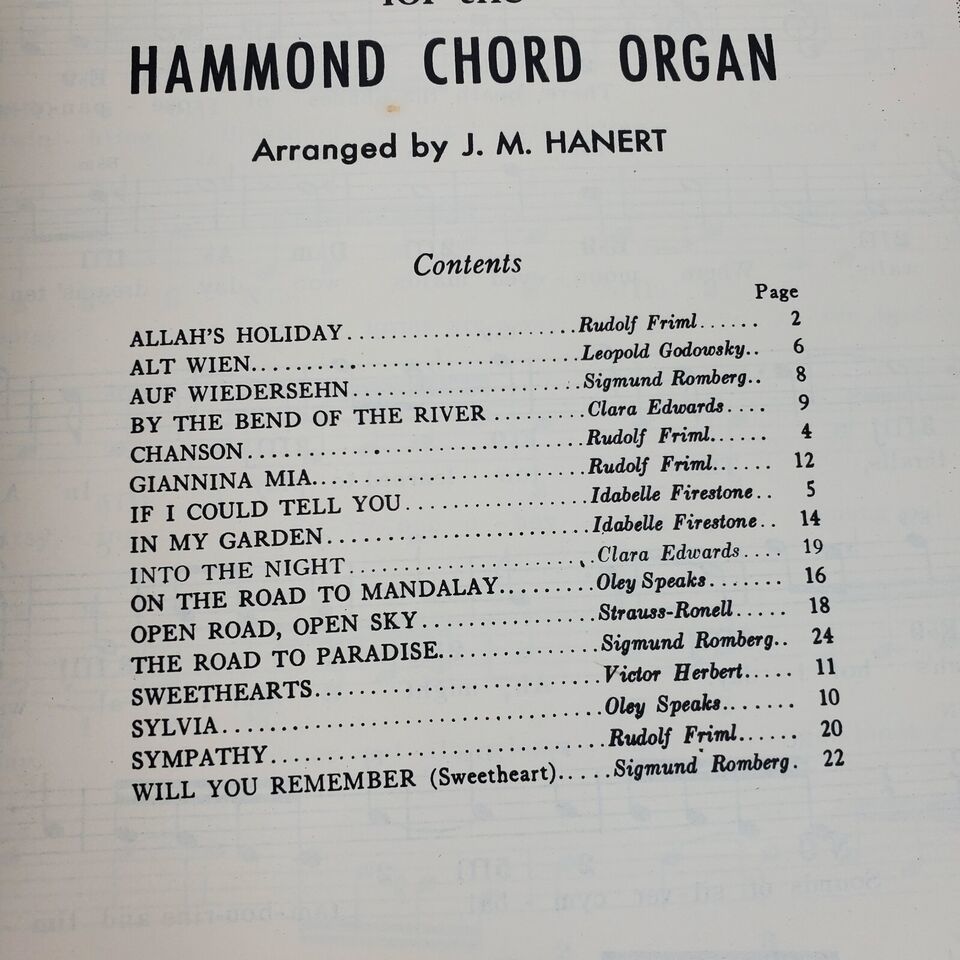 for the
HAMMOND CHORD ORGAN
Arranged by J. M. HANERT
Contents
Page
ALLAH'S HOLIDAY......................Rudolf Friml...... 2
ALT WIEN..............................Leopold Godowsky.. 6
AUF WIEDERSEHN......................Sigmund Romberg.. 8
BY THE BEND OF THE RIVER.........Clara Edwards.... 9
CHANSON...............................Rudolf Friml...... 4
GIANNINA MIA.........................Rudolf Friml...... 12
IF I COULD TELL YOU.................Idabelle Firestone.. 5
IN MY GARDEN........................Idabelle Firestone.. 14
INTO THE NIGHT......................Clara Edwards.... 19
ON THE ROAD TO MANDALAY.........Oley Speaks....... 16
OPEN ROAD, OPEN SKY................Strauss-Ronell..... 18
THE ROAD TO PARADISE..............Sigmund Romberg.. 24
SWEETHEARTS..........................Victor Herbert..... 11
SYLVIA.................................Oley Speaks....... 10
SYMPATHY..............................Rudolf Friml...... 20
WILL YOU REMEMBER (Sweetheart).....Sigmund Romberg. 22